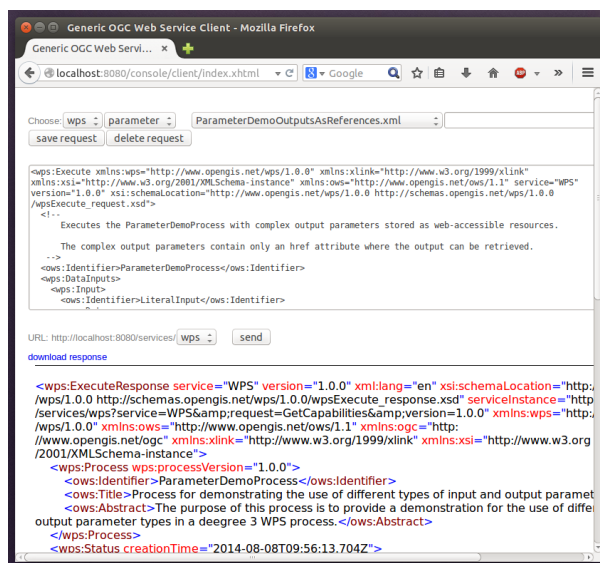 Generic OGC Web Service Client - Mozilla Firefox
Generic OGC Web Servi...
localhost:8080/console/client/index.xhtml Google
Choose: wps parameter ParameterDemoOutputsAsReferences.xml
save request delete request
<wps:Execute xmlns:wps="http://www.opengis.net/wps/1.0.0" xmlns:xlink="http://www.w3.org/1999/xlink"
xmlns:xsi="http://www.w3.org/2001/XMLSchema-instance" xmlns:ows="http://www.opengis.net/ows/1.1" service="WPS"
version="1.0.0" xsi:schemaLocation="http://www.opengis.net/wps/1.0.0 http://schemas.opengis.net/wps/1.0.0
/wpsExecute_request.xsd">
<!--
Executes the ParameterDemoProcess with complex output parameters stored as web-accessible resources.
The complex output parameters contain only an href attribute where the output can be retrieved.
-->
<ows:Identifier>ParameterDemoProcess</ows:Identifier>
<wps:DataInputs>
<wps:Input>
<ows:Identifier>LiteralInput</ows:Identifier>
URL: http://localhost:8080/services/ wps send
download response
<wps:ExecuteResponse service="WPS" version="1.0.0" xml:lang="en" xsi:schemaLocation="http:/
/wps/1.0.0 http://schemas.opengis.net/wps/1.0.0/wpsExecute_response.xsd" serviceInstance="http
/services/wps?service=WPS&amp;request=GetCapabilities&amp;version=1.0.0" xmlns:wps="http:/
/wps/1.0.0" xmlns:ows="http://www.opengis.net/ows/1.1" xmlns:ogc="http:
//www.opengis.net/ogc" xmlns:xlink="http://www.w3.org/1999/xlink" xmlns:xsi="http://www.w3.org
/2001/XMLSchema-instance">
<wps:Process wps:processVersion="1.0.0">
<ows:Identifier>ParameterDemoProcess</ows:Identifier>
<ows:Title>Process for demonstrating the use of different types of input and output paramet
<ows:Abstract>The purpose of this process is to provide a demonstration for the use of differ
output parameter types in a deegree 3 WPS process.</ows:Abstract>
</wps:Process>
<wps:Status creationTime="2014-08-08T09:56:13.704Z">